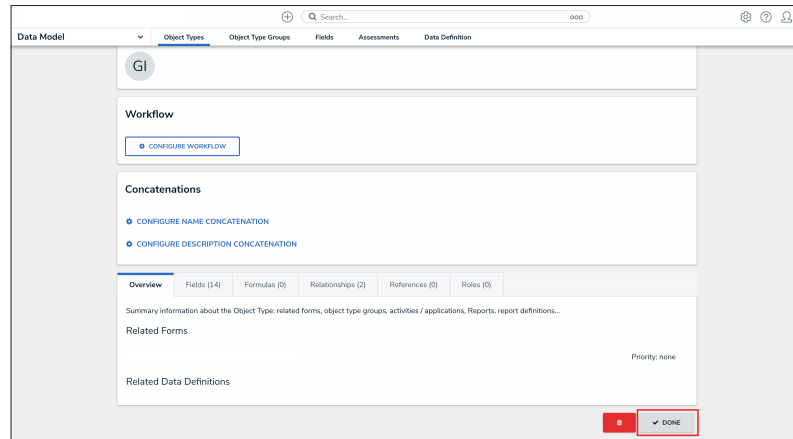 Search...
ooo
Data Model
Object Types
Object Type Groups
Fields
Assessments
Data Definition
GI
Workflow
CONFIGURE WORKFLOW
Concatenations
CONFIGURE NAME CONCATENATION
CONFIGURE DESCRIPTION CONCATENATION
Overview
Fields (14)
Formulas (0)
Relationships (2)
References (0)
Roles (0)
Summary information about the Object Type: related forms, object type groups, activities / applications, Reports, report definitions...
Related Forms
Priority: none
Related Data Definitions
DONE